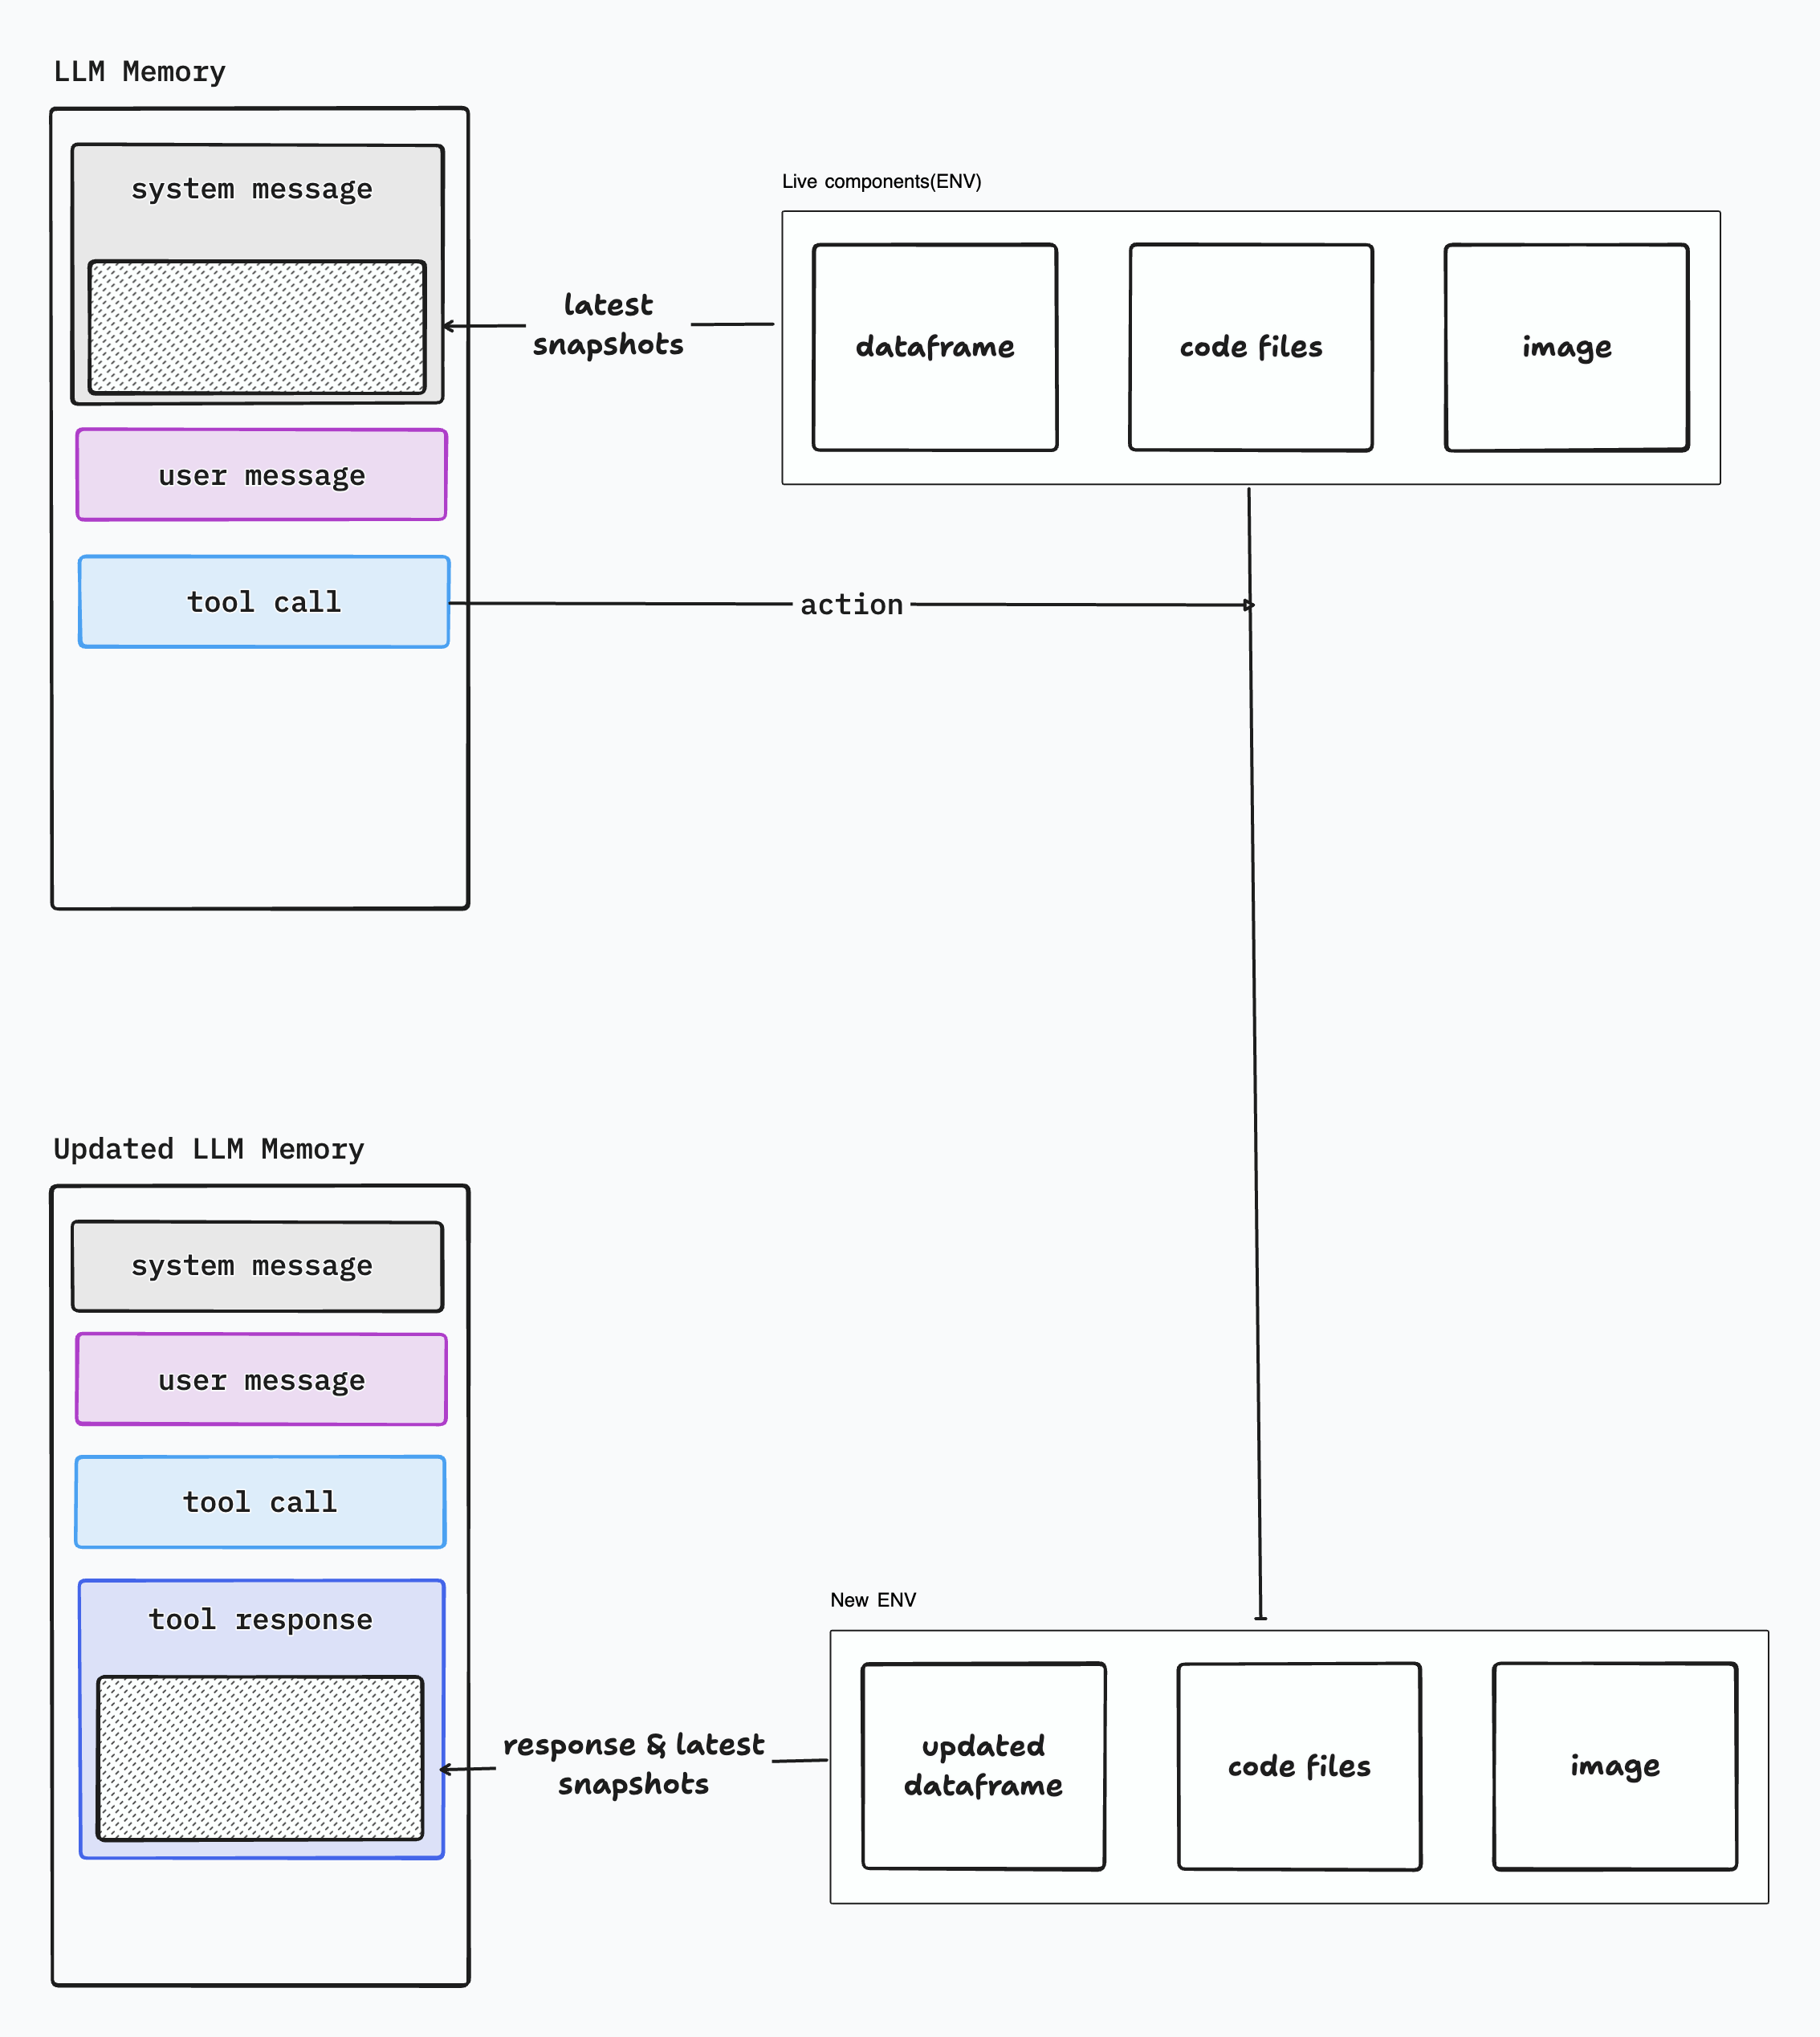 LLM Memory
system message
user message
tool call
latest
snapshots
Live components(ENV)
dataframe
code files
image
action
Updated LLM Memory
system message
user message
tool call
tool response
response & latest
snapshots
New ENV
updated
dataframe
code files
image